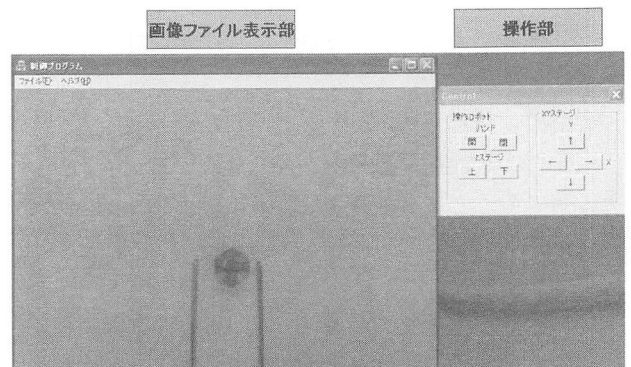 画像ファイル表示部
操作部
制御プログラム
ファイル(F) ヘルプ(H)
Control
操作ロボット
ハンド
開 閉
Zステージ
上 下
XYステージ
Y
↑
← → X
↓